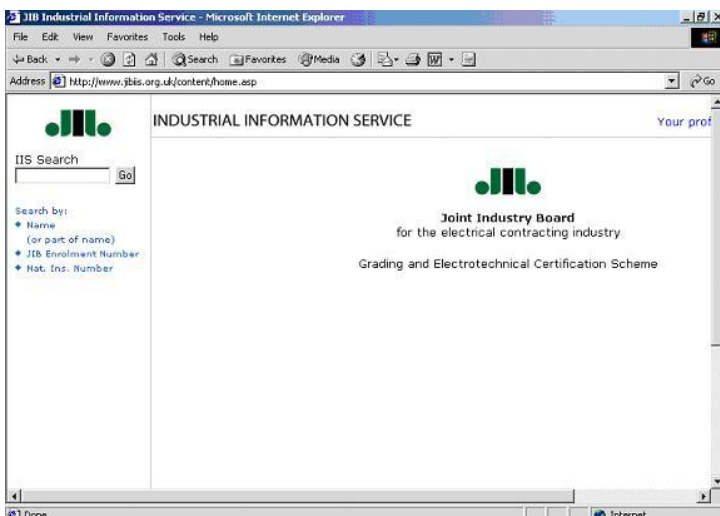 JIB Industrial Information Service - Microsoft Internet Explorer
File Edit View Favorites Tools Help
Back Search Favorites Media Go
Address http://www.jibis.org.uk/content/home.asp Go
INDUSTRIAL INFORMATION SERVICE
Your prof
IIS Search
Go
Search by:
Name
(or part of name)
JIB Enrolment Number
Nat. Ins. Number
Joint Industry Board
for the electrical contracting industry
Grading and Electrotechnical Certification Scheme
Done Internet